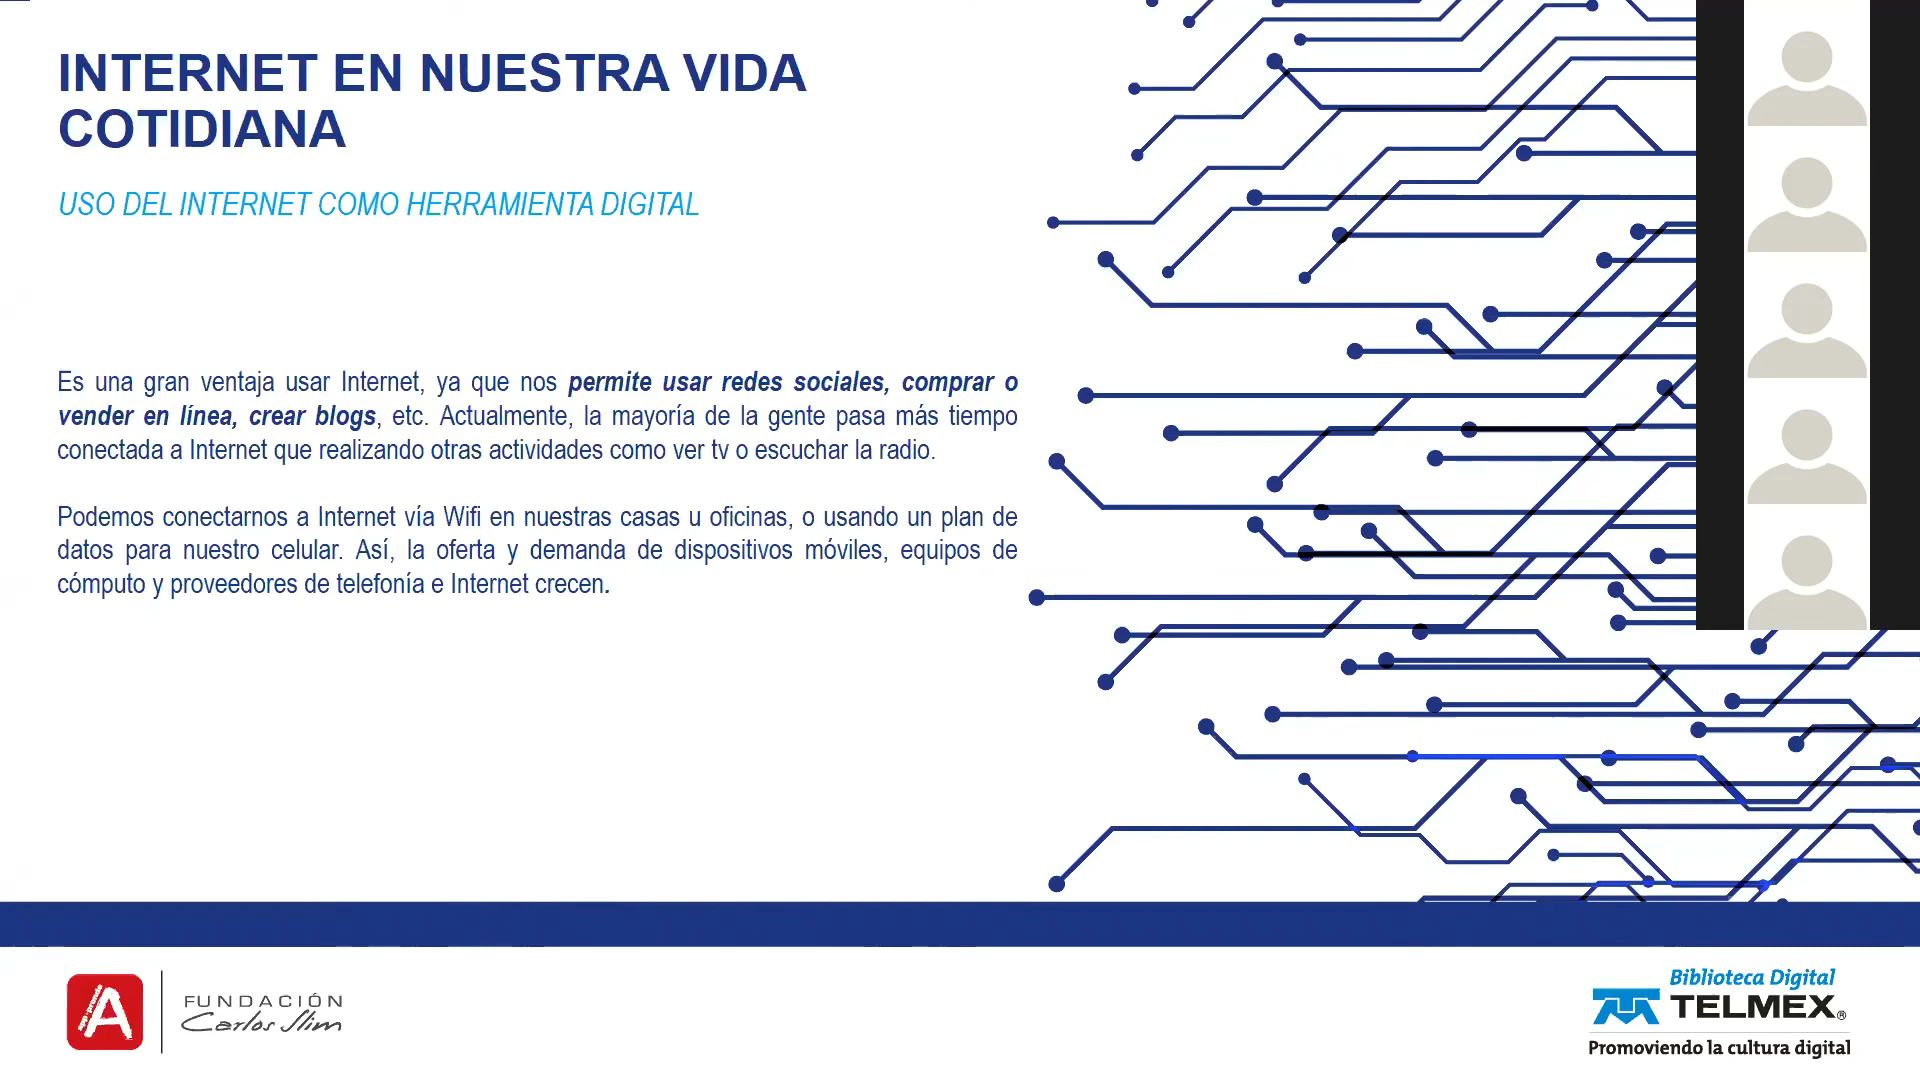 INTERNET EN NUESTRA VIDA
COTIDIANA
USO DEL INTERNET COMO HERRAMIENTA DIGITAL
Es una gran ventaja usar Internet, ya que nos permite usar redes sociales, comprar o
vender en línea, crear blogs, etc. Actualmente, la mayoría de la gente pasa más tiempo
conectada a Internet que realizando otras actividades como ver tv o escuchar la radio.
Podemos conectarnos a Internet vía Wifi en nuestras casas u oficinas, o usando un plan de
datos para nuestro celular. Así, la oferta y demanda de dispositivos móviles, equipos de
cómputo y proveedores de telefonía e Internet crecen.
app·prende
A
FUNDACIÓN
Carlos Slim
Biblioteca Digital
TELMEX®
Promoviendo la cultura digital